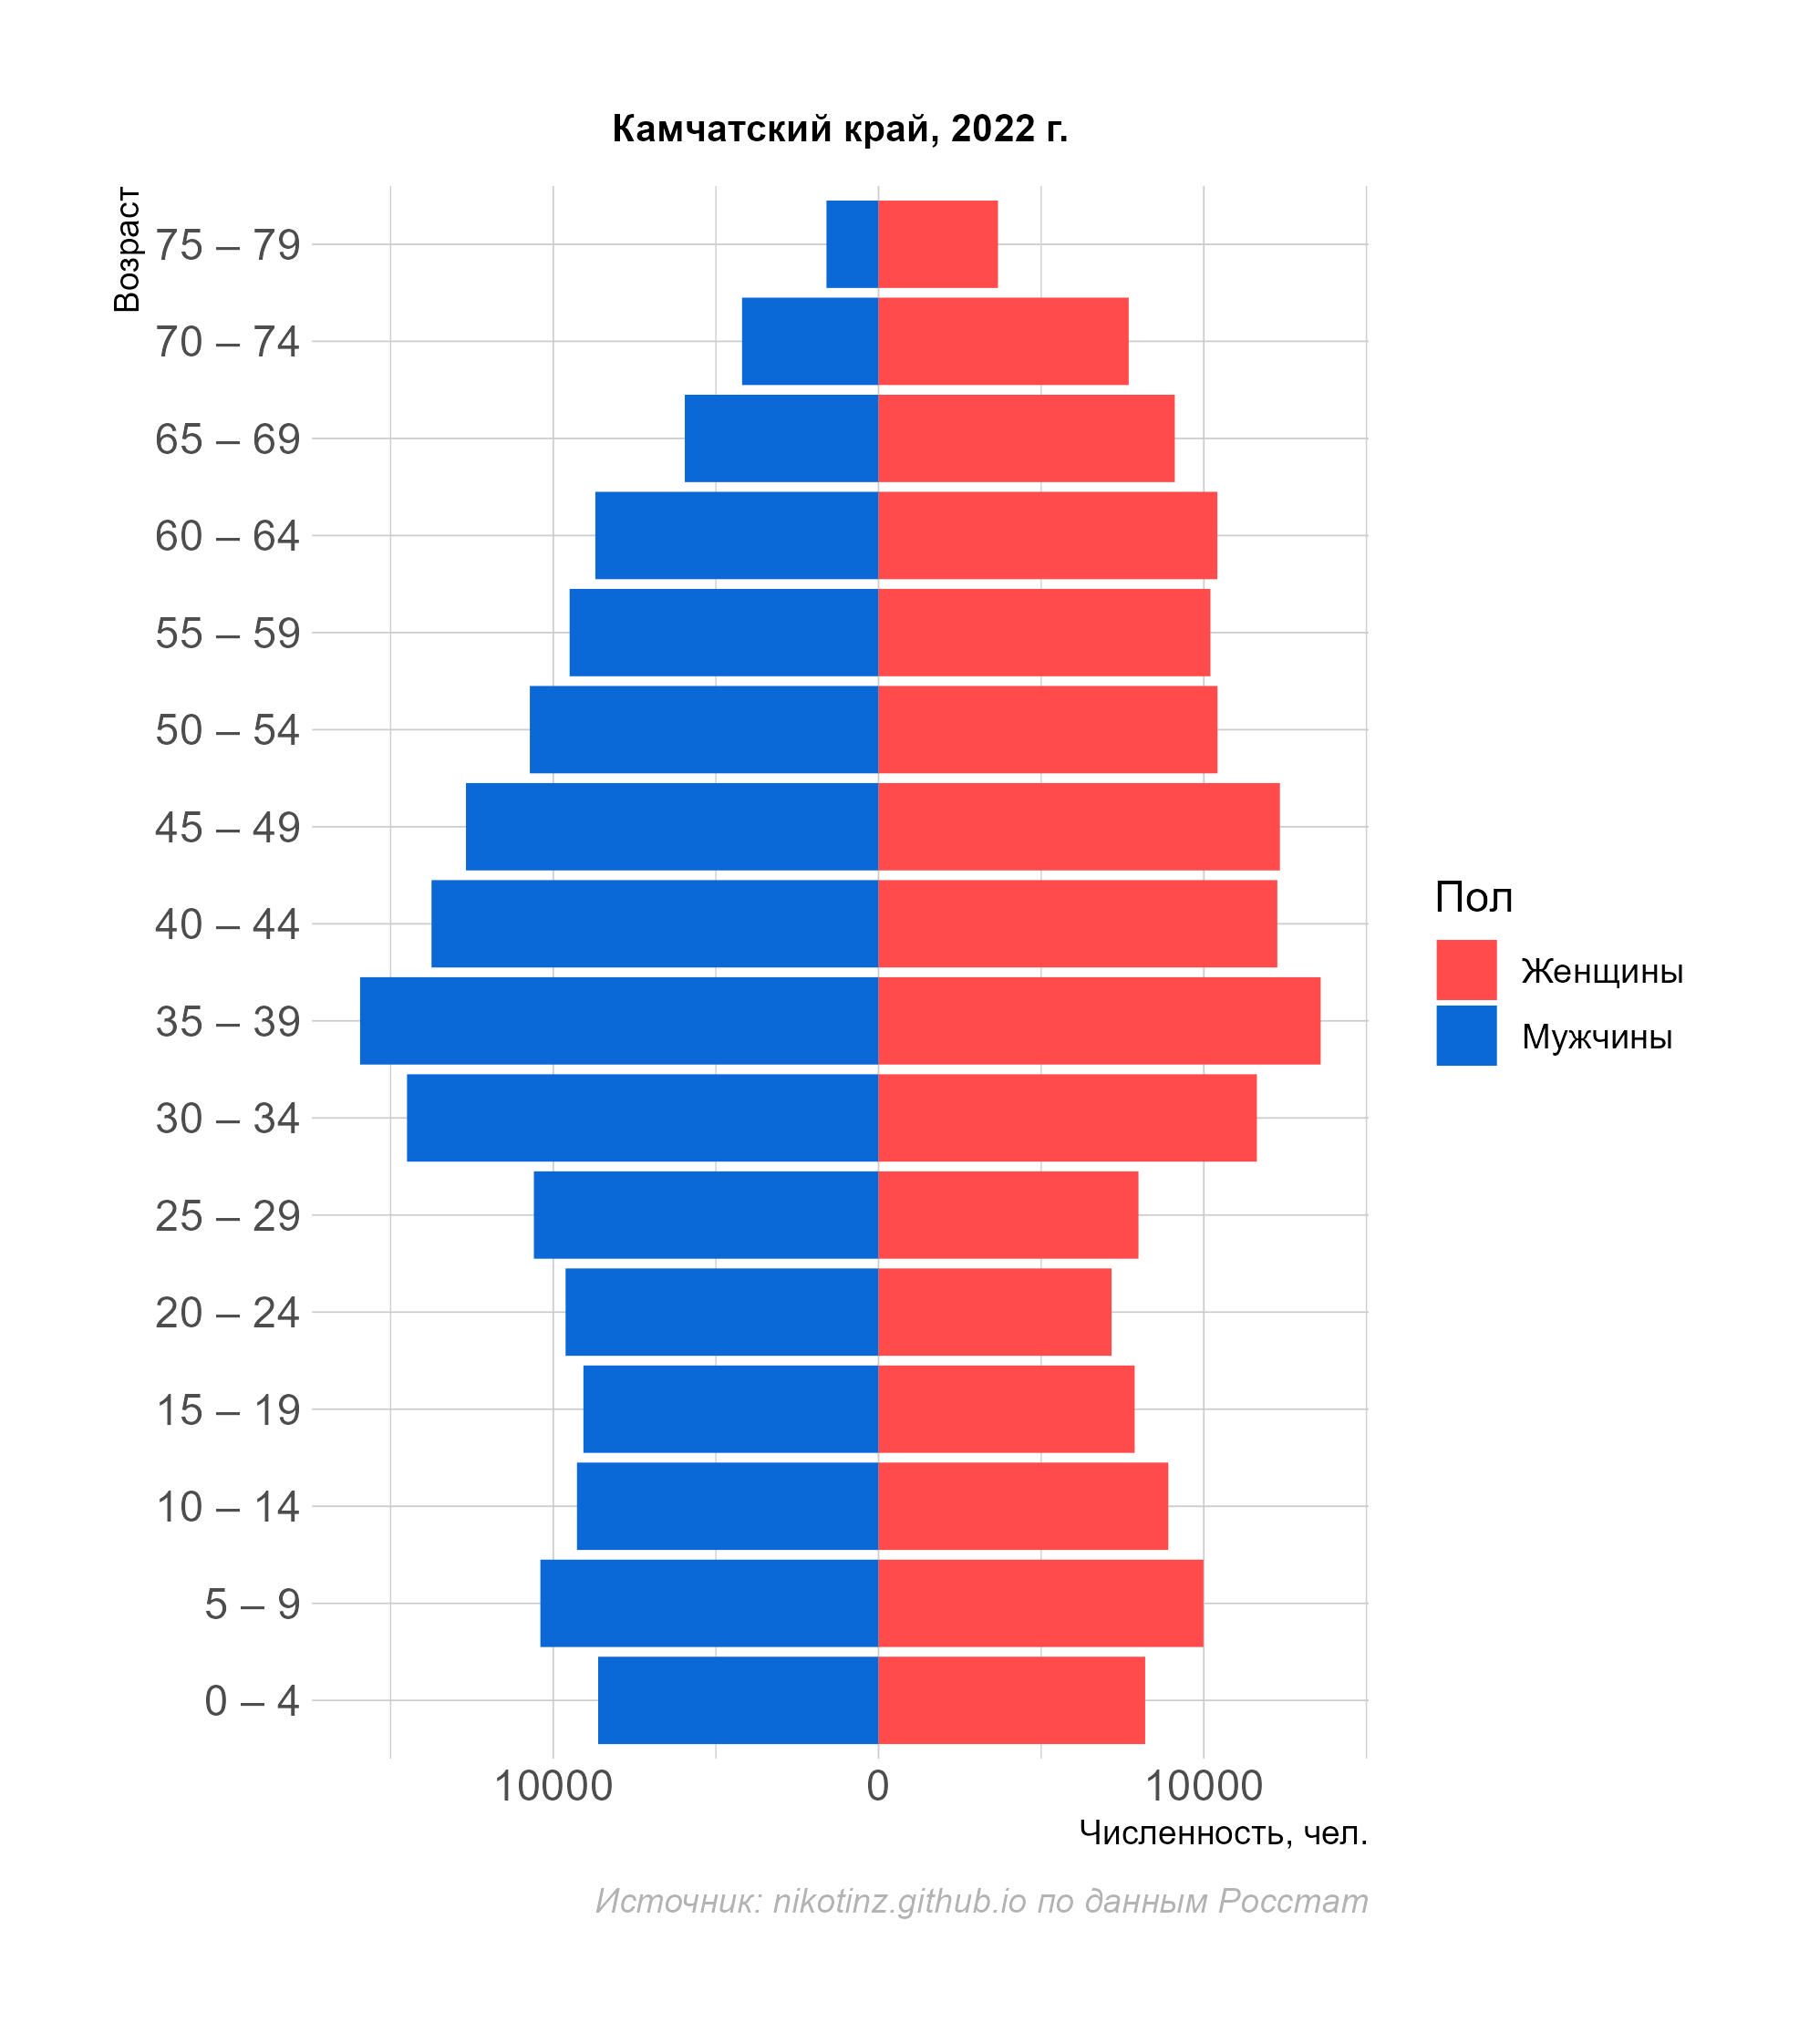 Камчатский край, 2022 г.
Возраст
75 – 79
70 – 74
65 – 69
60 – 64
55 – 59
50 – 54
45 – 49
40 – 44
35 – 39
30 – 34
25 – 29
20 – 24
15 – 19
10 – 14
5 – 9
0 – 4
10000 0 10000
Численность, чел.
Пол
Женщины
Мужчины
Источник: nikotinz.github.io по данным Росстат